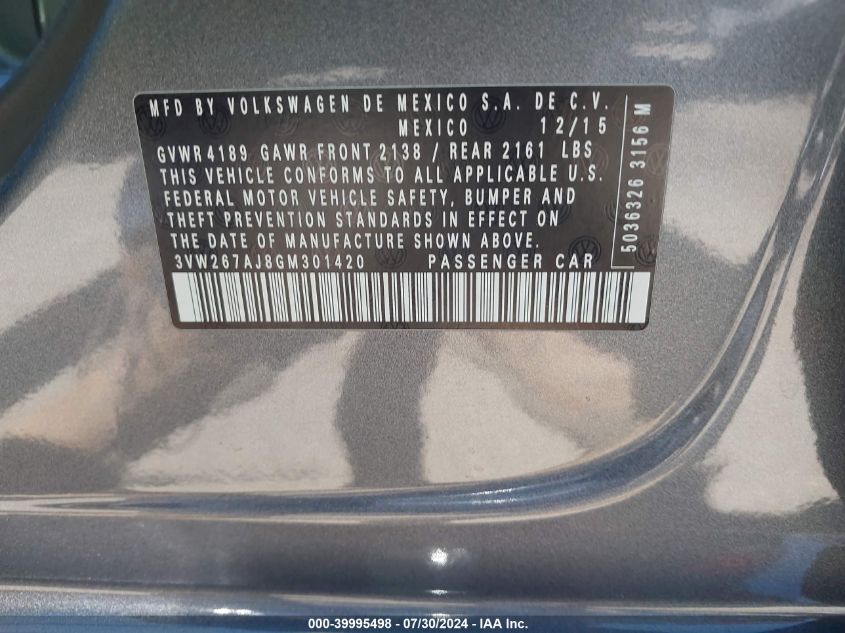 MFD BY VOLKSWAGEN DE MEXICO S.A. DE C.V.
MEXICO 12/15
GVWR 4189 GAWR FRONT 2138 / REAR 2161 LBS
THIS VEHICLE CONFORMS TO ALL APPLICABLE U.S.
FEDERAL MOTOR VEHICLE SAFETY, BUMPER AND
THEFT PREVENTION STANDARDS IN EFFECT ON
THE DATE OF MANUFACTURE SHOWN ABOVE.
3VW267AJ8GM301420 PASSENGER CAR
5036326 3156 M
000-39995498 - 07/30/2024 - IAA Inc.